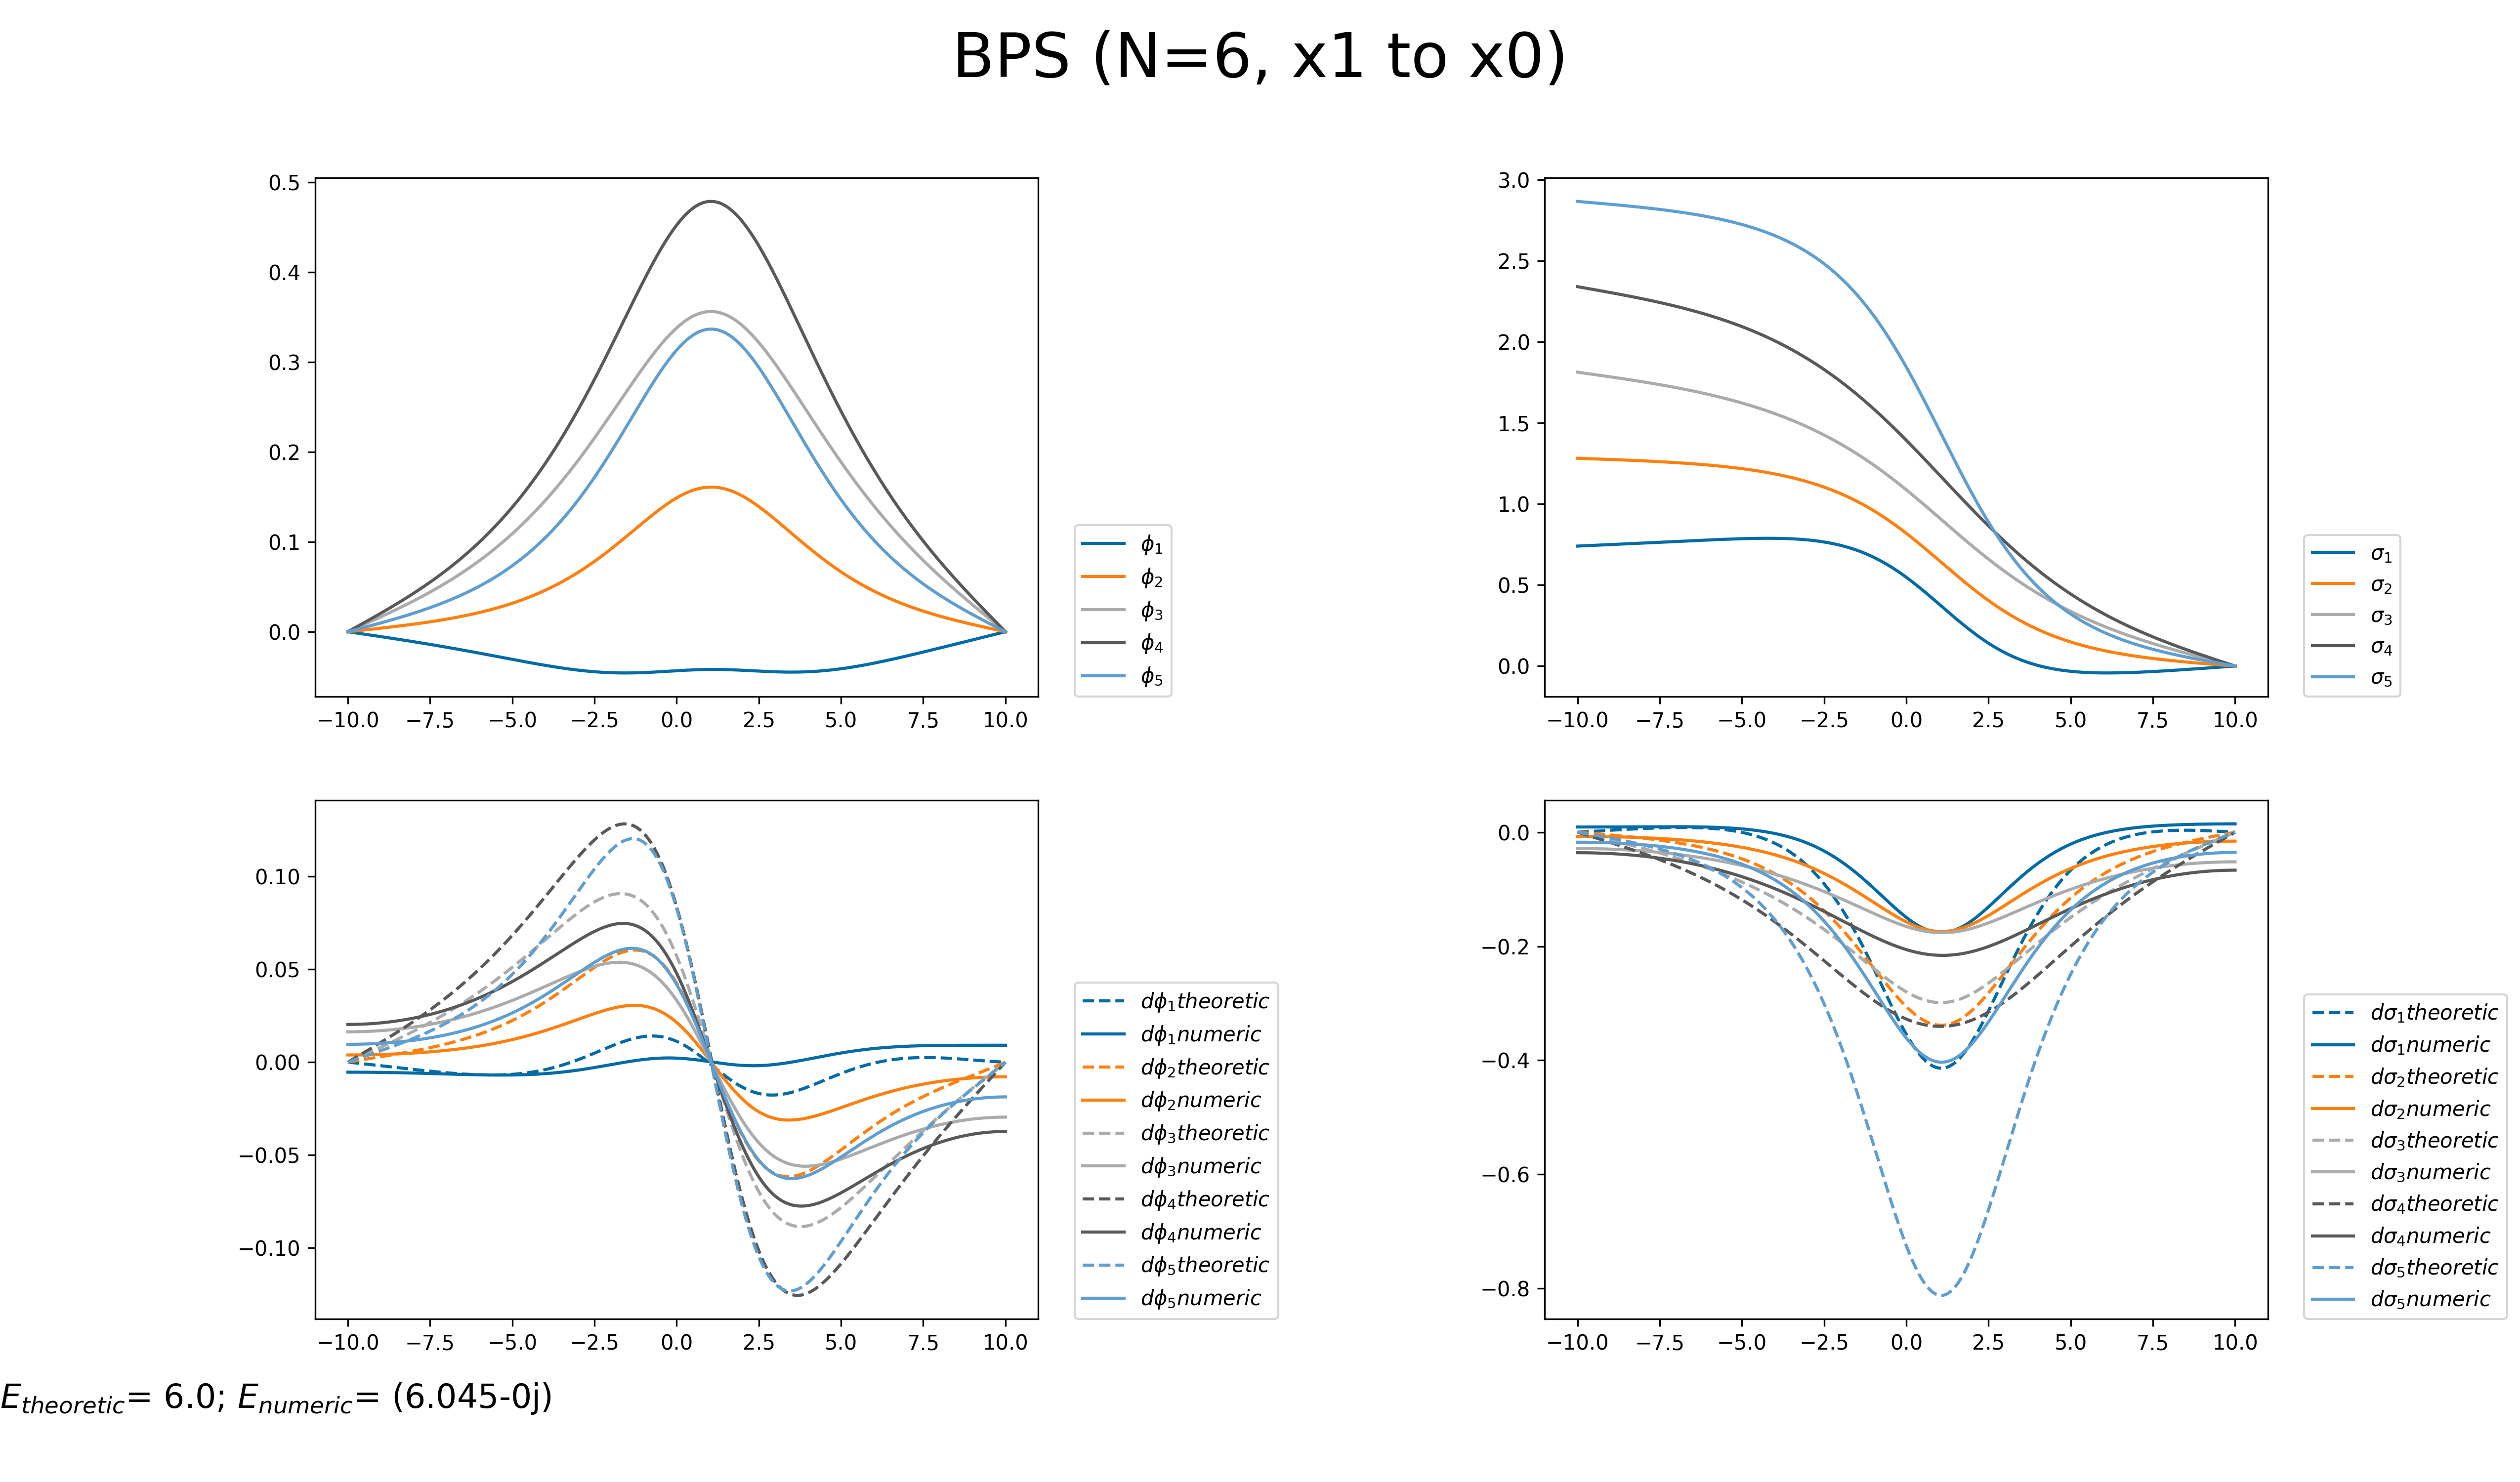 BPS (N=6, x1 to x0)
0.5
0.4
0.3
0.2
0.1
0.0
−10.0 −7.5 −5.0 −2.5 0.0 2.5 5.0 7.5 10.0
ϕ₁
ϕ₂
ϕ₃
ϕ₄
ϕ₅
3.0
2.5
2.0
1.5
1.0
0.5
0.0
−10.0 −7.5 −5.0 −2.5 0.0 2.5 5.0 7.5 10.0
σ₁
σ₂
σ₃
σ₄
σ₅
0.10
0.05
0.00
−0.05
−0.10
−10.0 −7.5 −5.0 −2.5 0.0 2.5 5.0 7.5 10.0
dϕ₁theoretic
dϕ₁numeric
dϕ₂theoretic
dϕ₂numeric
dϕ₃theoretic
dϕ₃numeric
dϕ₄theoretic
dϕ₄numeric
dϕ₅theoretic
dϕ₅numeric
0.0
−0.2
−0.4
−0.6
−0.8
−10.0 −7.5 −5.0 −2.5 0.0 2.5 5.0 7.5 10.0
dσ₁theoretic
dσ₁numeric
dσ₂theoretic
dσ₂numeric
dσ₃theoretic
dσ₃numeric
dσ₄theoretic
dσ₄numeric
dσ₅theoretic
dσ₅numeric
E_theoretic= 6.0; E_numeric= (6.045-0j)